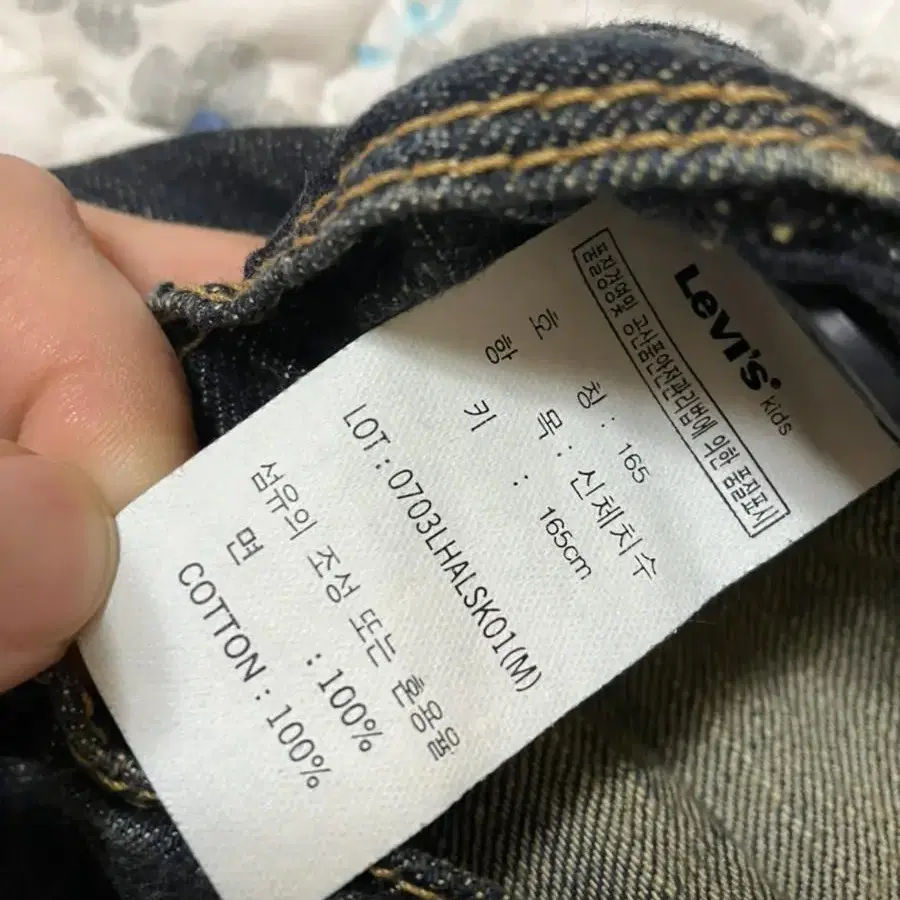 Levi's kids
품질경영및 공산품안전관리법에 의한 품질표시
호 칭 : 165
항 목 : 신체치수
키 : 165cm
LOT : 0703LHALSK01(M)
섬유의 조성 또는 혼용율
면 : 100%
COTTON : 100%